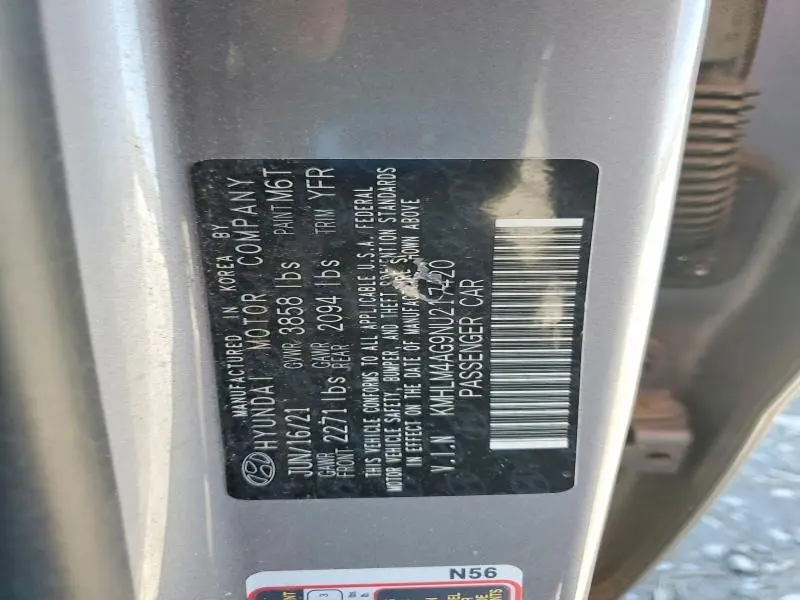 MANUFACTURED IN KOREA BY
HYUNDAI MOTOR COMPANY
JUN/16/21 GVWR 3858 lbs PAINT M6T
GAWR FRONT 2271 lbs GAWR REAR 2094 lbs TRIM YFR
THIS VEHICLE CONFORMS TO ALL APPLICABLE U.S.A. FEDERAL
MOTOR VEHICLE SAFETY, BUMPER, AND THEFT PREVENTION STANDARDS
IN EFFECT ON THE DATE OF MANUFACTURE SHOWN ABOVE
V.I.N KMHLM4AG9NU217420
PASSENGER CAR
N56